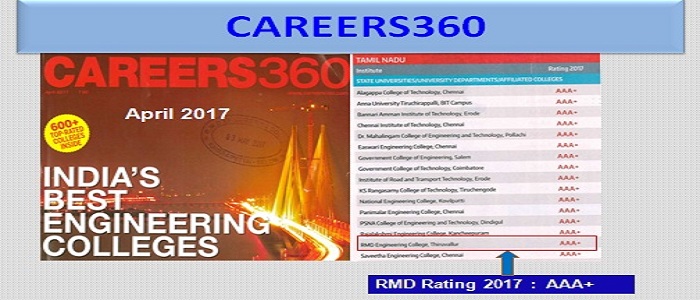 CAREERS360
CAREERS360
April 2017
600+
TOP-RATED
COLLEGES
INSIDE
INDIA'S
BEST
ENGINEERING
COLLEGES
TAMIL NADU
Institute Rating 2017
STATE UNIVERSITIES/UNIVERSITY DEPARTMENTS/AFFILIATED COLLEGES
Alagappa College of Technology, Chennai AAA+
Anna University Tiruchirappalli, BIT Campus AAA+
Bannari Amman Institute of Technology, Erode AAA+
Chennai Institute of Technology, Chennai AAA+
Dr. Mahalingam College of Engineering and Technology, Pollachi AAA+
Easwari Engineering College, Chennai AAA+
Government College of Engineering, Salem AAA+
Government College of Technology, Coimbatore AAA+
Institute of Road and Transport Technology, Erode AAA+
KS Rangasamy College of Technology, Tiruchengode AAA+
National Engineering College, Kovilpatti AAA+
Panimalar Engineering College, Chennai AAA+
PSNA College of Engineering and Technology, Dindigul AAA+
Rajalakshmi Engineering College, Kancheepuram AAA+
RMD Engineering College, Thiruvallur AAA+
Saveetha Engineering College, Chennai AAA+
RMD Rating 2017 : AAA+